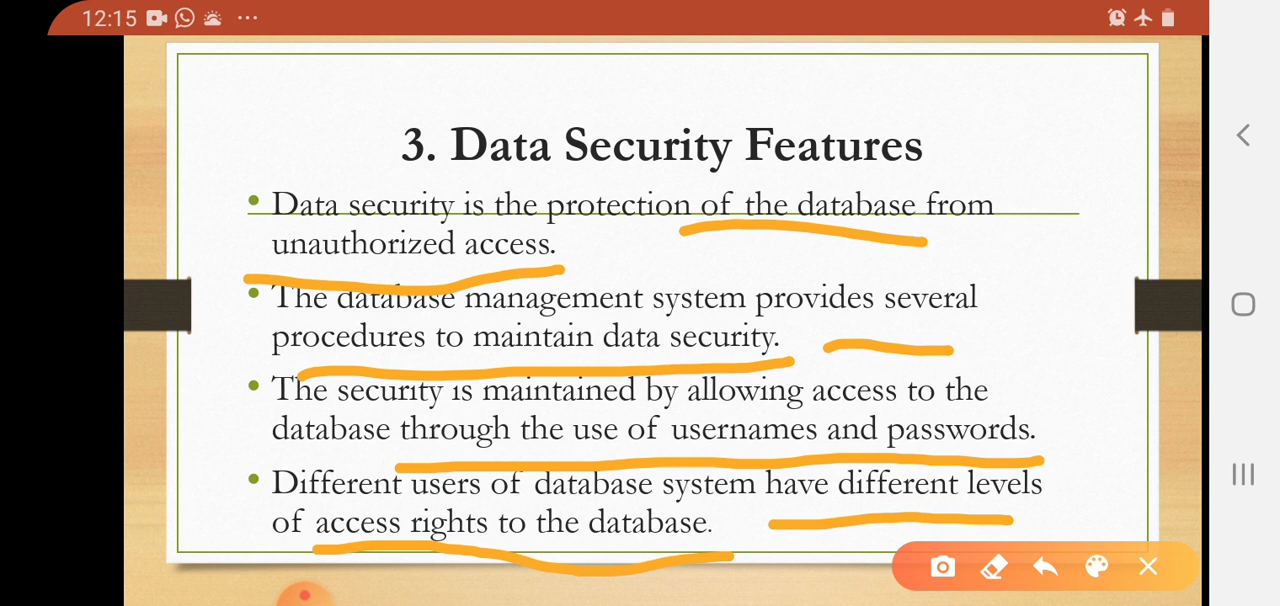 12:15
3. Data Security Features
• Data security is the protection of the database from
unauthorized access.
• The database management system provides several
procedures to maintain data security.
• The security is maintained by allowing access to the
database through the use of usernames and passwords.
• Different users of database system have different levels
of access rights to the database.